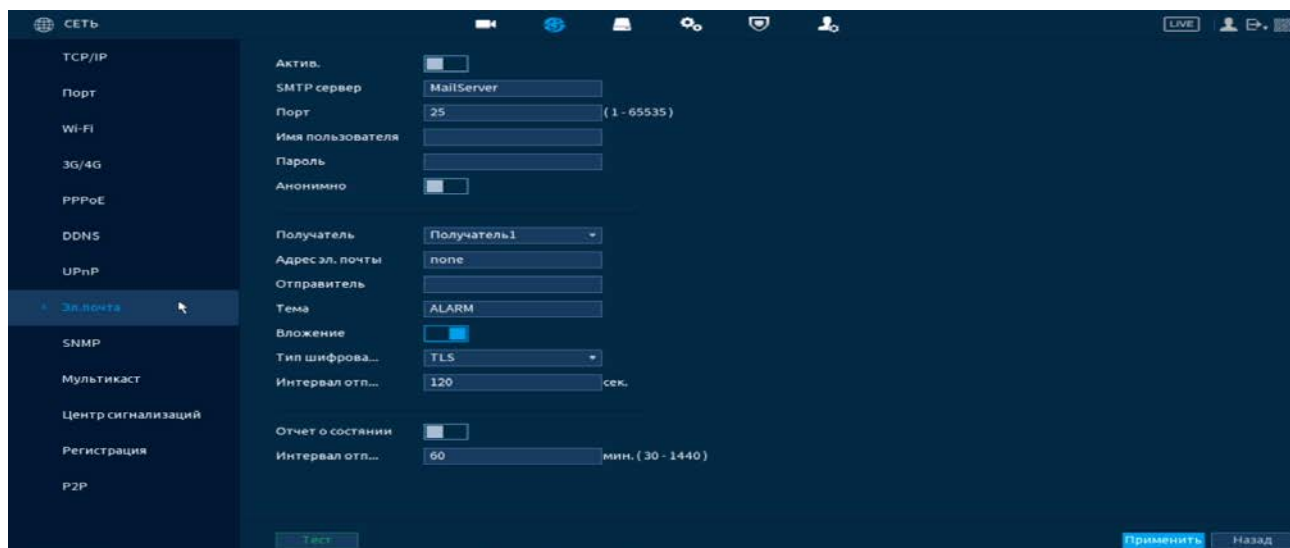 СЕТЬ LIVE
TCP/IP
Порт
Wi-Fi
3G/4G
PPPoE
DDNS
UPnP
Эл.почта
SNMP
Мультикаст
Центр сигнализаций
Регистрация
P2P
Актив.
SMTP сервер MailServer
Порт 25 (1-65535)
Имя пользователя
Пароль
Анонимно
Получатель Получатель1
Адрес эл. почты none
Отправитель
Тема ALARM
Вложение
Тип шифрова... TLS
Интервал отп... 120 сек.
Отчет о состянии
Интервал отп... 60 мин. (30-1440)
Тест Применить Назад